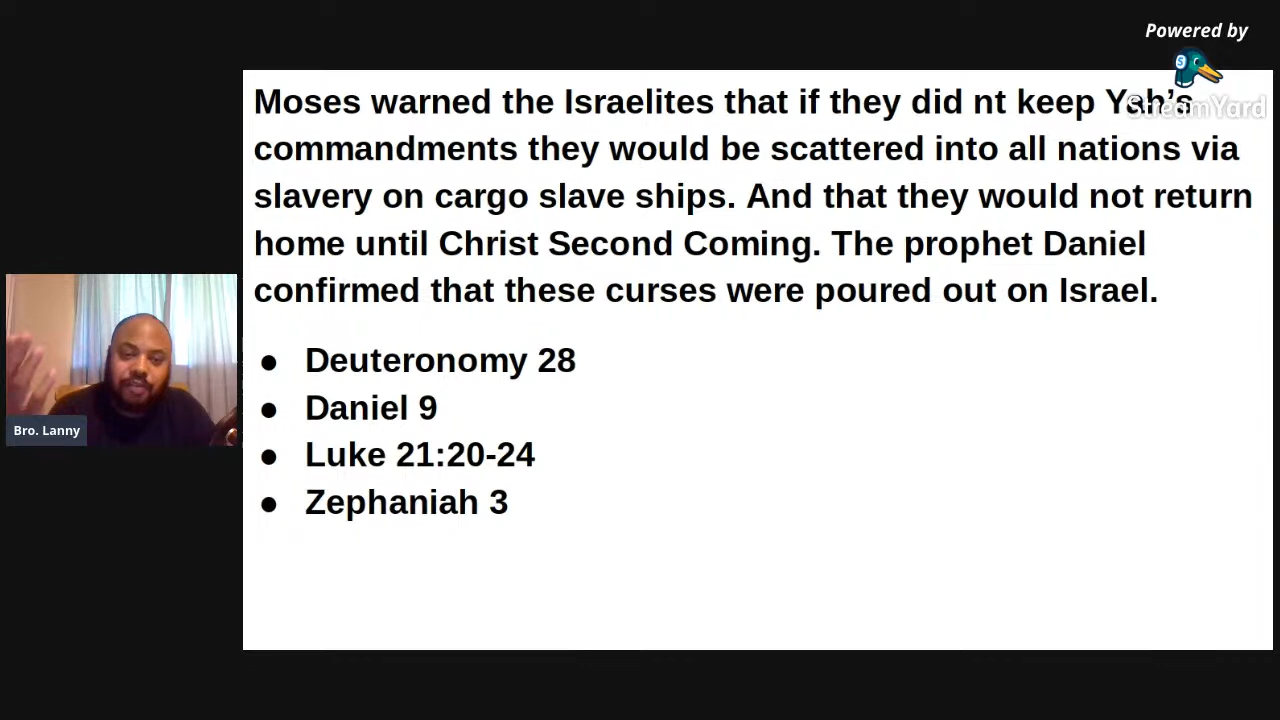 Powered by
StreamYard
Moses warned the Israelites that if they did nt keep Yah’s
commandments they would be scattered into all nations via
slavery on cargo slave ships. And that they would not return
home until Christ Second Coming. The prophet Daniel
confirmed that these curses were poured out on Israel.
● Deuteronomy 28
● Daniel 9
● Luke 21:20-24
● Zephaniah 3
Bro. Lanny